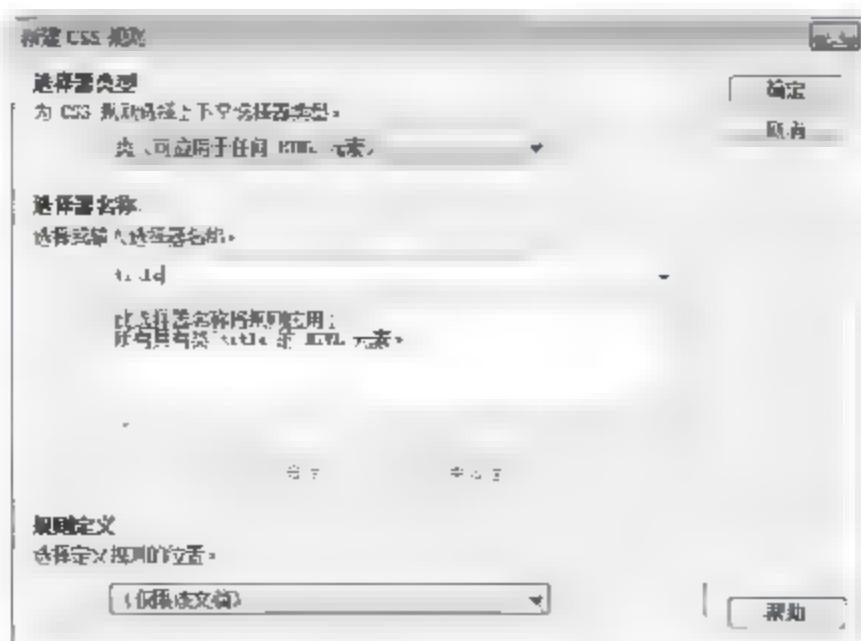 新建 CSS 规则
选择器类型
为 CSS 规则选择上下文选择器类型。
确定
取消
类（可应用于任何 HTML 元素）
选择器名称
选择或输入选择器名称。
title
此选择器名称将规则应用于
所有具有类“title”的 HTML 元素。
规则定义
选择定义规则的位置。
（仅限该文档）
帮助